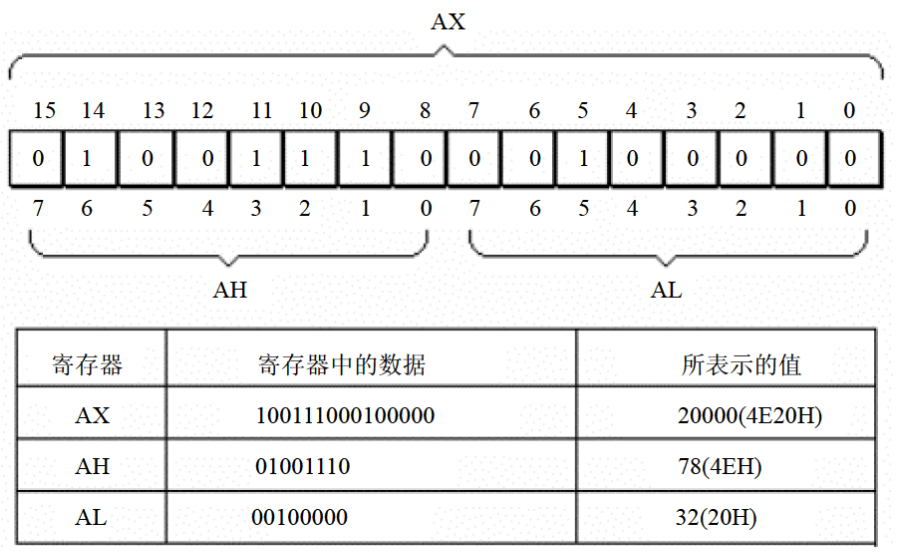 AX
15 14 13 12 11 10 9 8 7 6 5 4 3 2 1 0
0 1 0 0 1 1 1 0 0 0 1 0 0 0 0 0
7 6 5 4 3 2 1 0 7 6 5 4 3 2 1 0
AH AL
寄存器 寄存器中的数据 所表示的值
AX 100111000100000 20000(4E20H)
AH 01001110 78(4EH)
AL 00100000 32(20H)